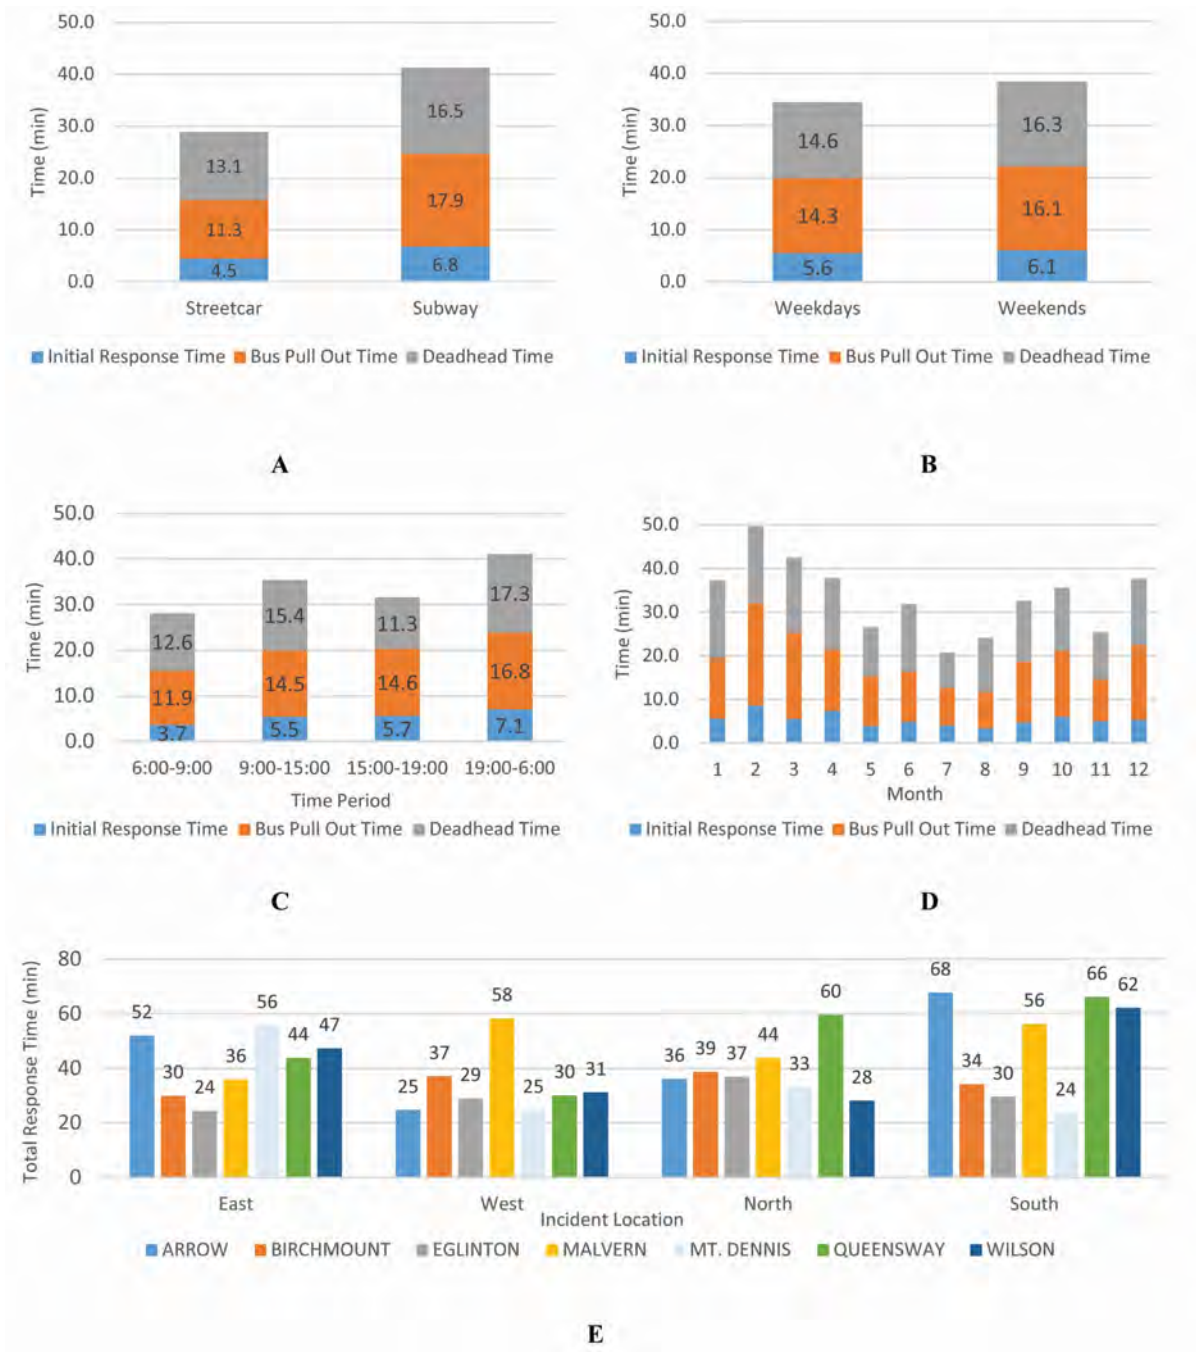 50.0
40.0
30.0
20.0
10.0
0.0
Time (min)
13.1
11.3
4.5
16.5
17.9
6.8
Streetcar
Subway
Initial Response Time
Bus Pull Out Time
Deadhead Time
A
50.0
40.0
30.0
20.0
10.0
0.0
Time (min)
14.6
14.3
5.6
16.3
16.1
6.1
Weekdays
Weekends
Initial Response Time
Bus Pull Out Time
Deadhead Time
B
50.0
40.0
30.0
20.0
10.0
0.0
Time (min)
12.6
11.9
3.7
15.4
14.5
5.5
11.3
14.6
5.7
17.3
16.8
7.1
6:00-9:00
9:00-15:00
15:00-19:00
19:00-6:00
Time Period
Initial Response Time
Bus Pull Out Time
Deadhead Time
C
50.0
40.0
30.0
20.0
10.0
0.0
Time (min)
1 2 3 4 5 6 7 8 9 10 11 12
Month
Initial Response Time
Bus Pull Out Time
Deadhead Time
D
80
60
40
20
0
Total Response Time (min)
52 30 24 36 56 44 47
25 37 29 58 25 30 31
36 39 37 44 33 60 28
68 34 30 56 24 66 62
East
West
North
South
Incident Location
ARROW
BIRCHMOUNT
EGLINTON
MALVERN
MT. DENNIS
QUEENSWAY
WILSON
E